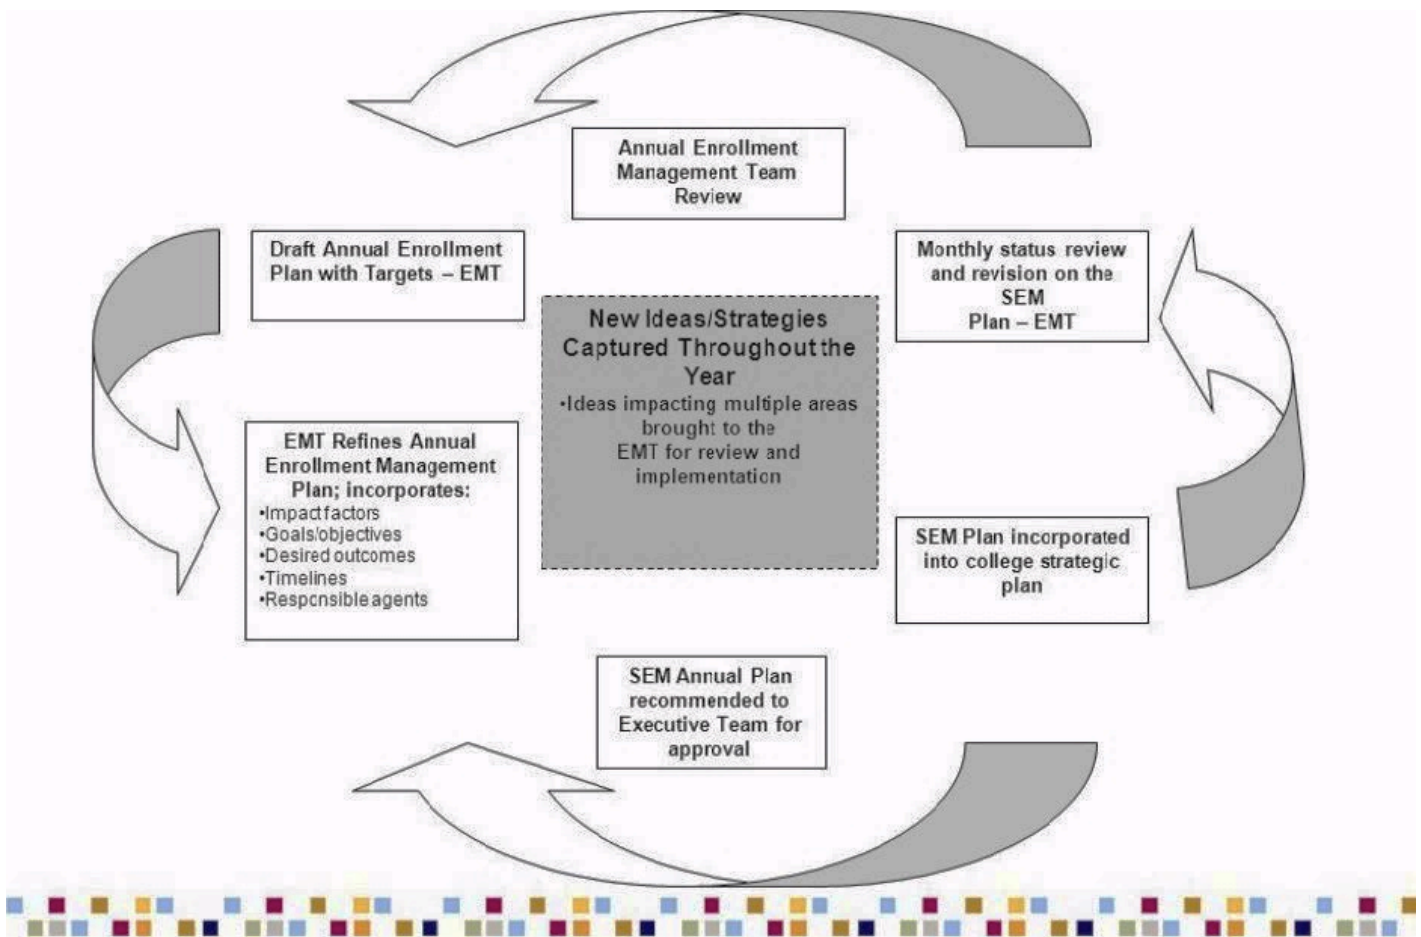 Annual Enrollment
Management Team
Review
Draft Annual Enrollment
Plan with Targets – EMT
Monthly status review
and revision on the
SEM
Plan – EMT
New Ideas/Strategies
Captured Throughout the
Year
•Ideas impacting multiple areas
brought to the
EMT for review and
implementation
EMT Refines Annual
Enrollment Management
Plan; incorporates:
•Impact factors
•Goals/objectives
•Desired outcomes
•Timelines
•Responsible agents
SEM Plan incorporated
into college strategic
plan
SEM Annual Plan
recommended to
Executive Team for
approval